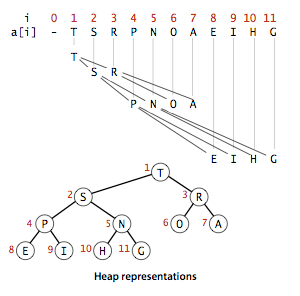 i 0 1 2 3 4 5 6 7 8 9 10 11
a[i] - T S R P N O A E I H G
T
S R
P N O A
E I H G
1 T
2 S 3 R
4 P 5 N 6 O 7 A
8 E 9 I 10 H 11 G
Heap representations